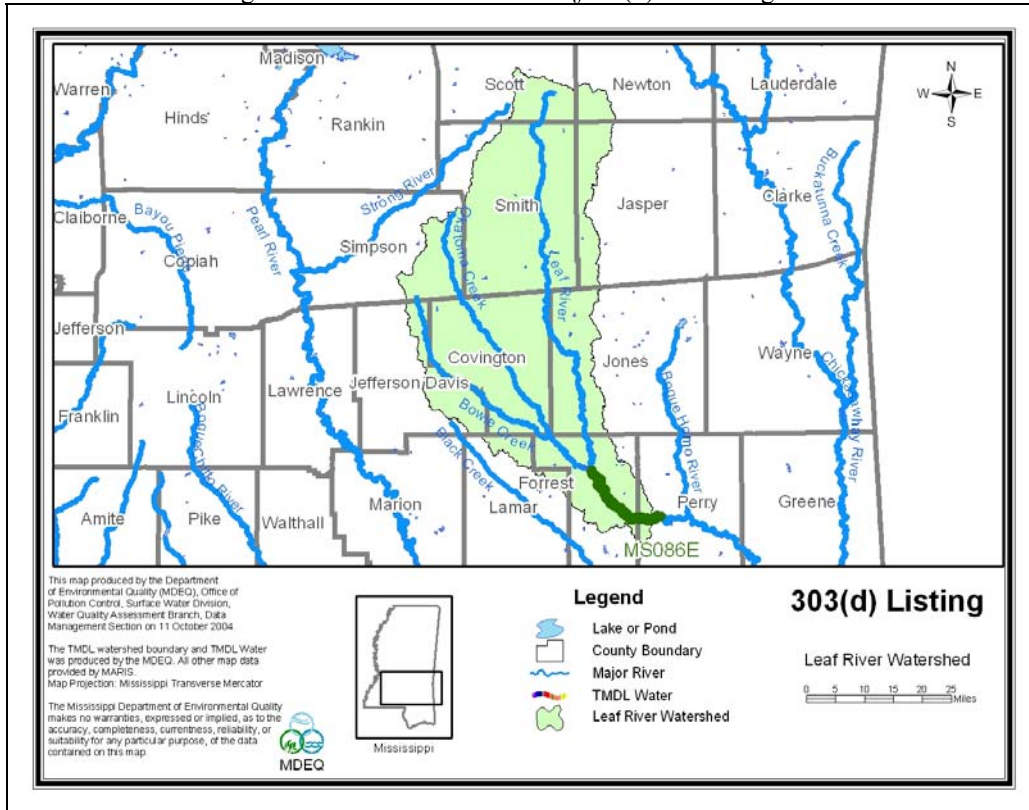 Madison
Scott
Newton
Lauderdale
Warren
Hinds
Rankin
N
W
E
S
Strong River
Smith
Jasper
Clarke
Buckatunna Creek
Claiborne
Bayou Pierre
Copiah
Pearl River
Simpson
Okatoma Creek
Leaf River
Jefferson
Covington
Jones
Wayne
Jefferson Davis
Lawrence
Lincoln
Franklin
Bogue Chitto River
Bowie Creek
Black Creek
Bogue Homo River
Chickasawhay River
Forrest
Perry
Greene
Amite
Pike
Walthall
Marion
Lamar
MS086E
This map produced by the Department
of Environmental Quality (MDEQ), Office of
Pollution Control, Surface Water Division,
Water Quality Assessment Branch, Data
Management Section on 11 October 2004.
The TMDL watershed boundary and TMDL Water
was produced by the MDEQ. All other map data
provided by MARIS.
Map Projection: Mississippi Transverse Mercator
The Mississippi Department of Environmental Quality
makes no warranties, expressed or implied, as to the
accuracy, completeness, currentness, reliability, or
suitability for any particular purpose, of the data
contained on this map.
MDEQ
Mississippi
Legend
Lake or Pond
County Boundary
Major River
TMDL Water
Leaf River Watershed
303(d) Listing
Leaf River Watershed
0 5 10 15 20 25
Miles